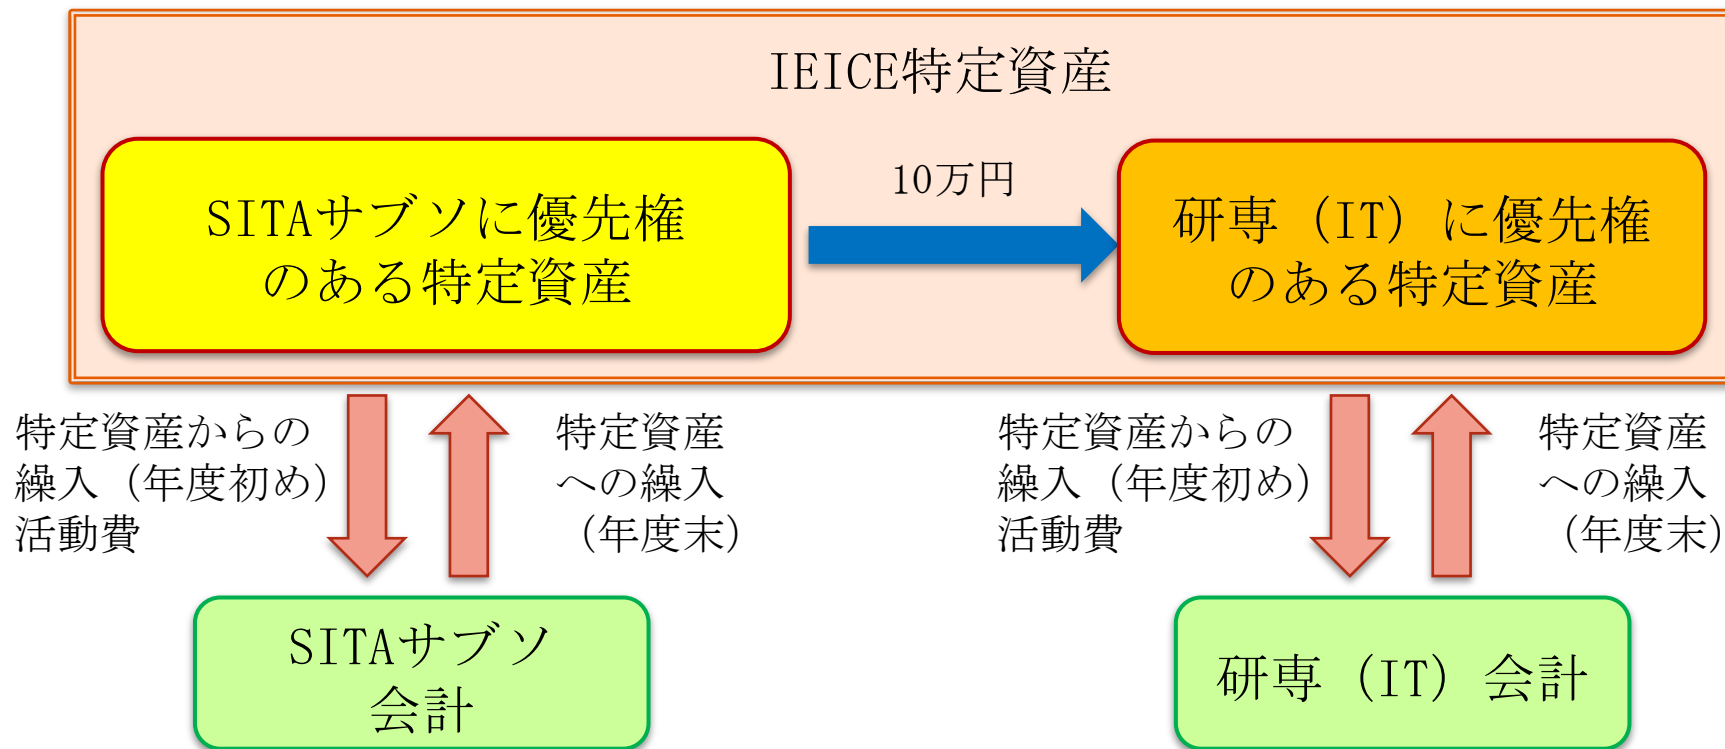 IEICE特定資産
SITAサブソに優先権
のある特定資産
10万円
研専（IT）に優先権
のある特定資産
特定資産からの
繰入（年度初め）
活動費
特定資産
への繰入
（年度末）
特定資産からの
繰入（年度初め）
活動費
特定資産
への繰入
（年度末）
SITAサブソ
会計
研専（IT）会計